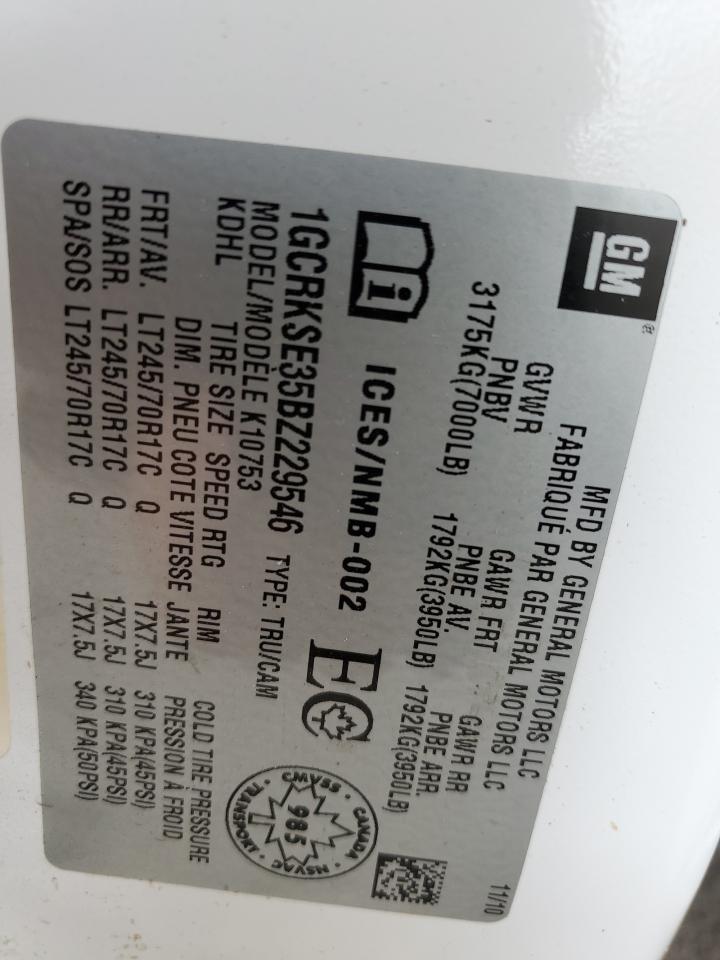 GM®
MFD BY GENERAL MOTORS LLC 11/10
FABRIQUÉ PAR GENERAL MOTORS LLC
GVWR GAWR FRT GAWR RR
PNBV PNBE AV. PNBE ARR.
3175KG(7000LB) 1792KG(3950LB) 1792KG(3950LB)
i ICES/NMB-002 EC
CANADA · CMVSS · TRANSPORT · NSVAC
985
1GCRKSE35BZ229546 TYPE: TRU/CAM
MODEL/MODÈLE K10753
KDHL TIRE SIZE SPEED RTG RIM COLD TIRE PRESSURE
DIM. PNEU COTE VITESSE JANTE PRESSION À FROID
FRT/AV. LT245/70R17C Q 17X7.5J 310 KPA(45PSI)
RR/ARR. LT245/70R17C Q 17X7.5J 310 KPA(45PSI)
SPA/SOS LT245/70R17C Q 17X7.5J 340 KPA(50PSI)